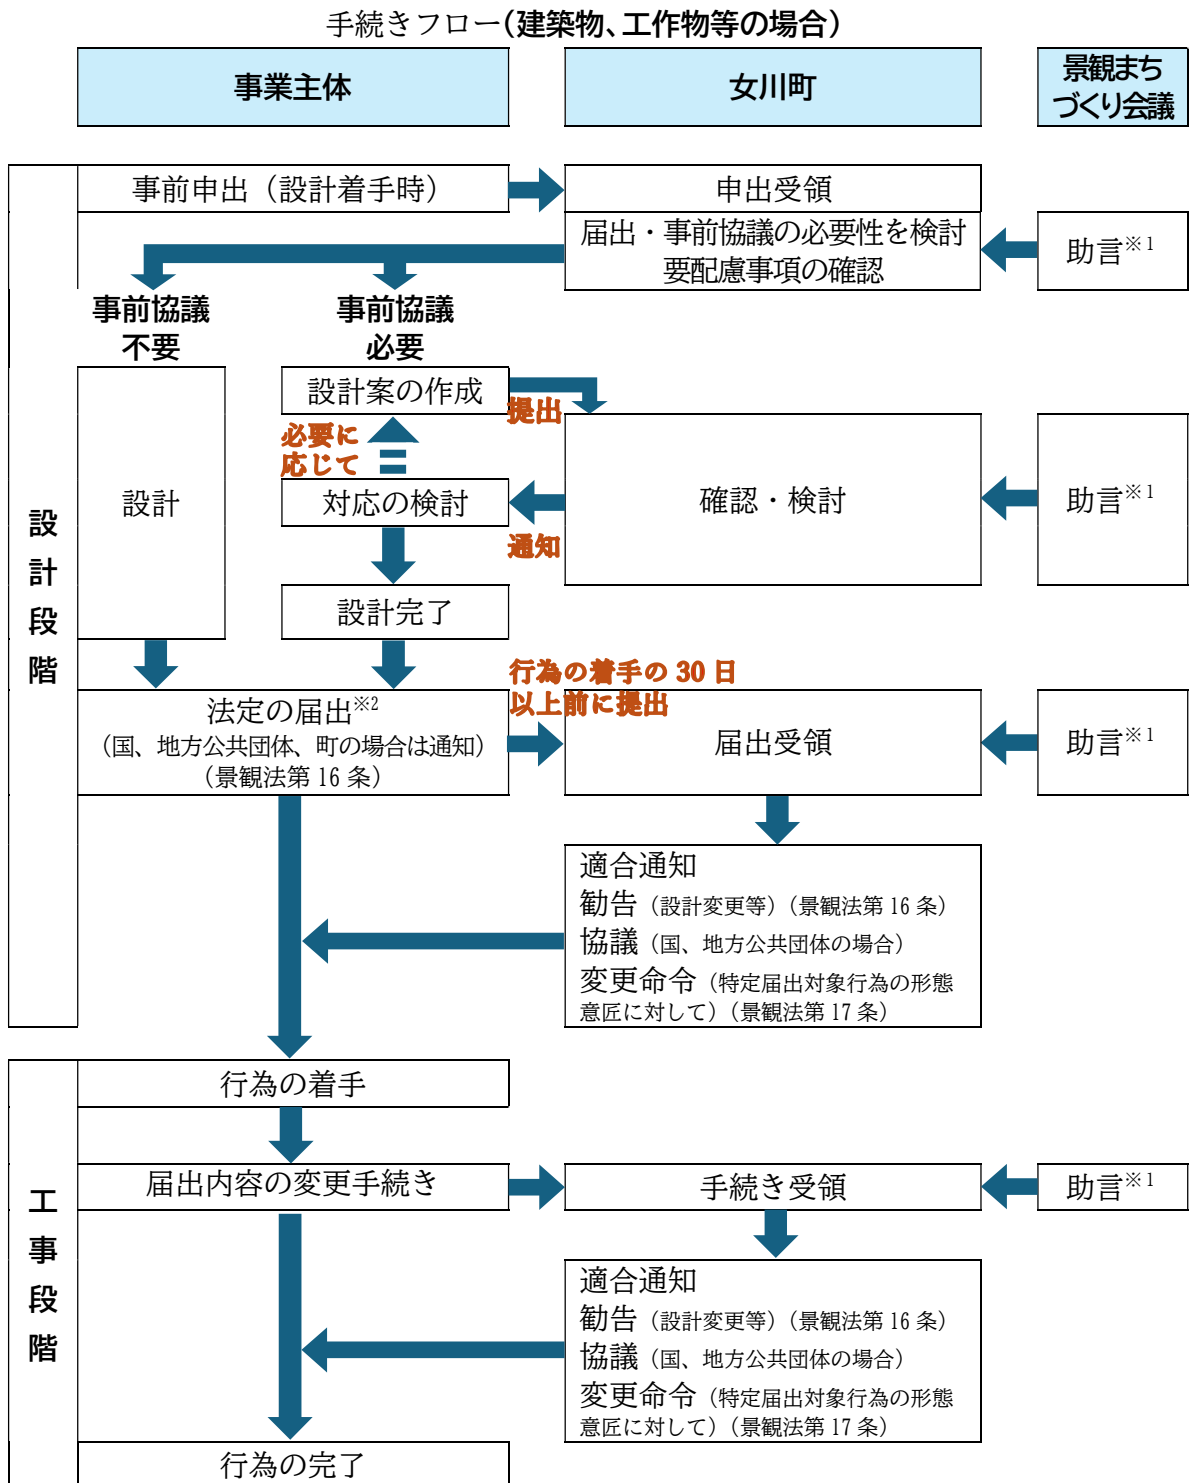 手続きフロー(建築物、工作物等の場合)
事業主体
女川町
景観まち
づくり会議
事前申出（設計着手時）
申出受領
届出・事前協議の必要性を検討
要配慮事項の確認
助言※1
事前協議
不要
事前協議
必要
設計案の作成
提出
必要に
応じて
設計
対応の検討
確認・検討
助言※1
通知
設計完了
設計段階
行為の着手の 30 日
以上前に提出
法定の届出※2
（国、地方公共団体、町の場合は通知）
（景観法第 16 条）
届出受領
助言※1
適合通知
勧告（設計変更等）（景観法第 16 条）
協議（国、地方公共団体の場合）
変更命令（特定届出対象行為の形態
意匠に対して）（景観法第 17 条）
行為の着手
届出内容の変更手続き
手続き受領
助言※1
工事段階
適合通知
勧告（設計変更等）（景観法第 16 条）
協議（国、地方公共団体の場合）
変更命令（特定届出対象行為の形態
意匠に対して）（景観法第 17 条）
行為の完了